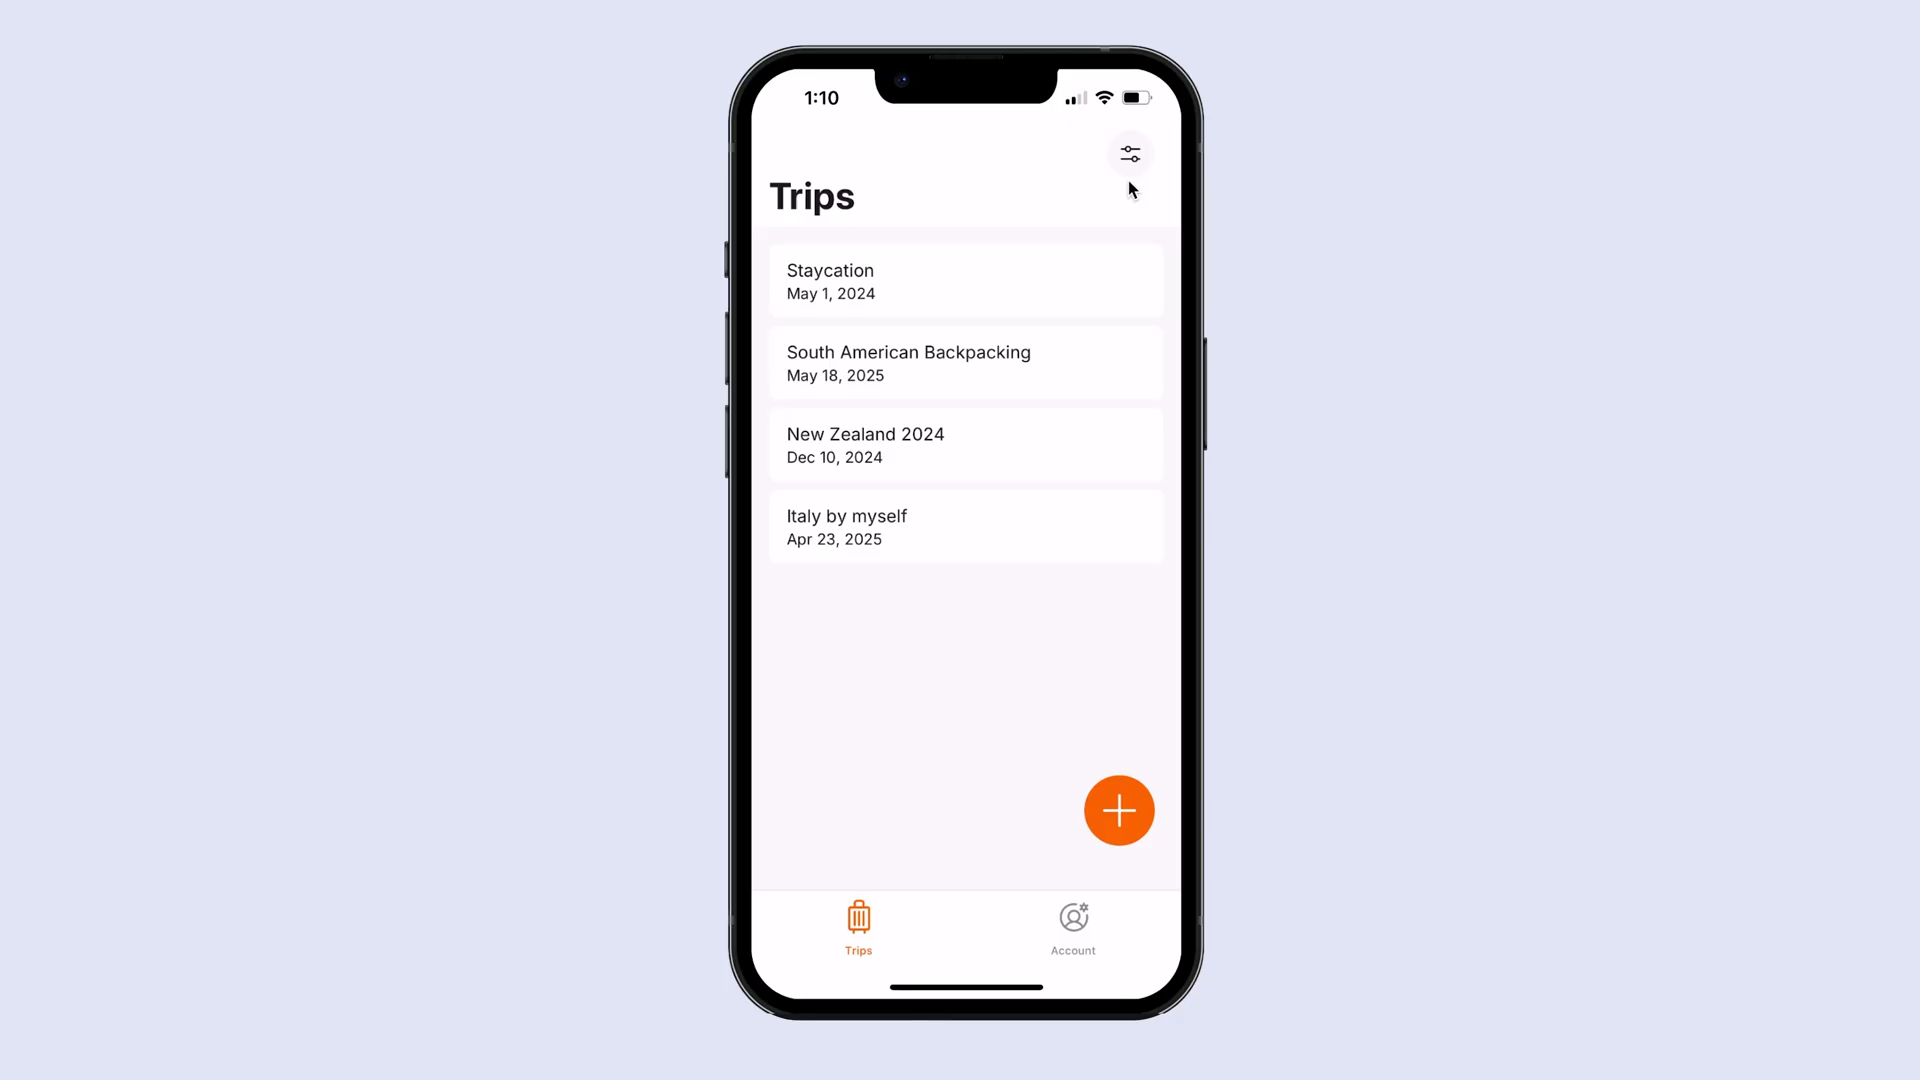 1:10
Trips
Staycation
May 1, 2024
South American Backpacking
May 18, 2025
New Zealand 2024
Dec 10, 2024
Italy by myself
Apr 23, 2025
Trips
Account